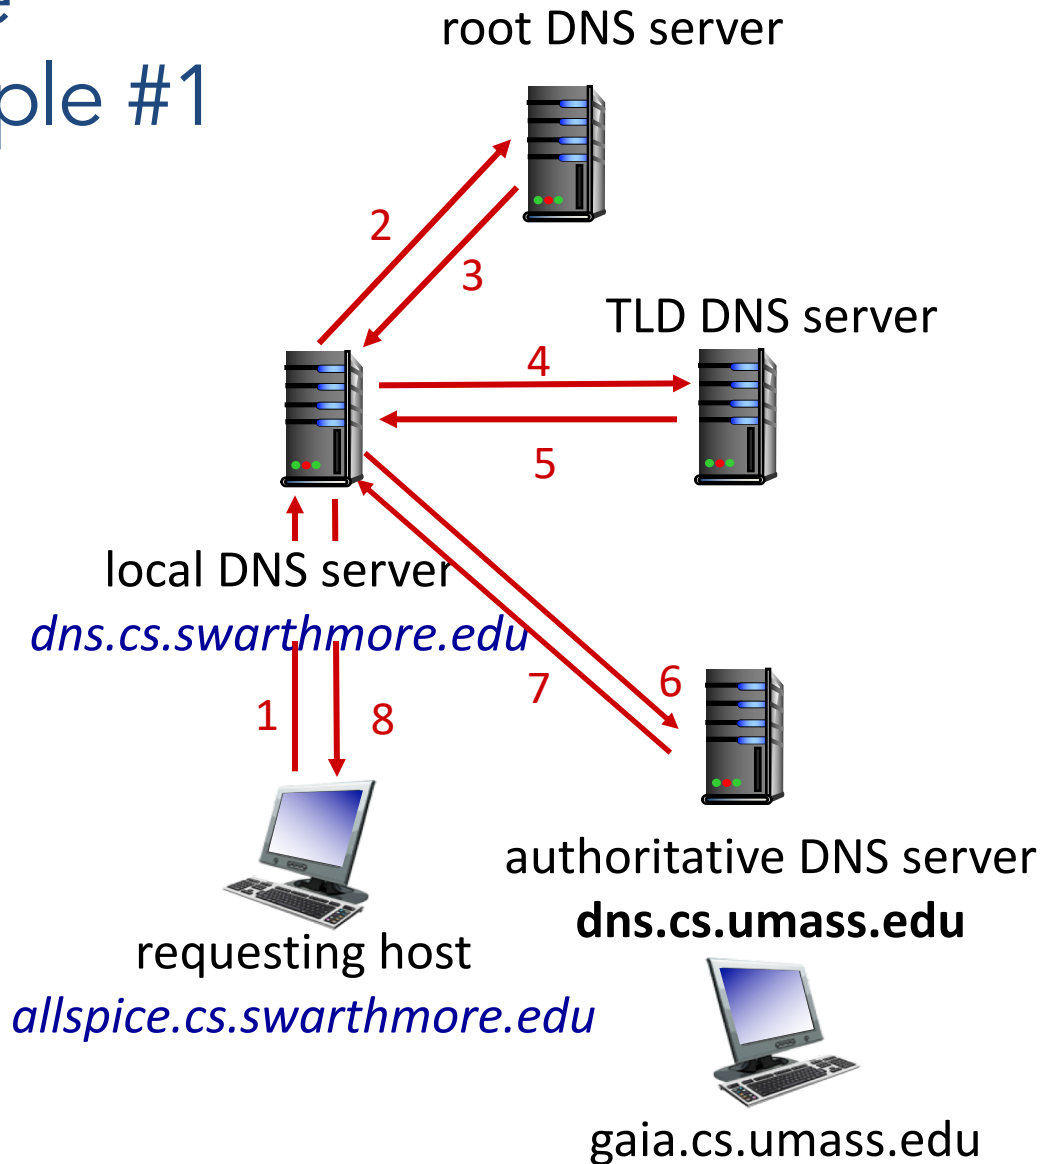 ple #1
root DNS server
2
3
TLD DNS server
4
5
local DNS server
dns.cs.swarthmore.edu
1
8
7
6
authoritative DNS server
dns.cs.umass.edu
requesting host
allspice.cs.swarthmore.edu
gaia.cs.umass.edu